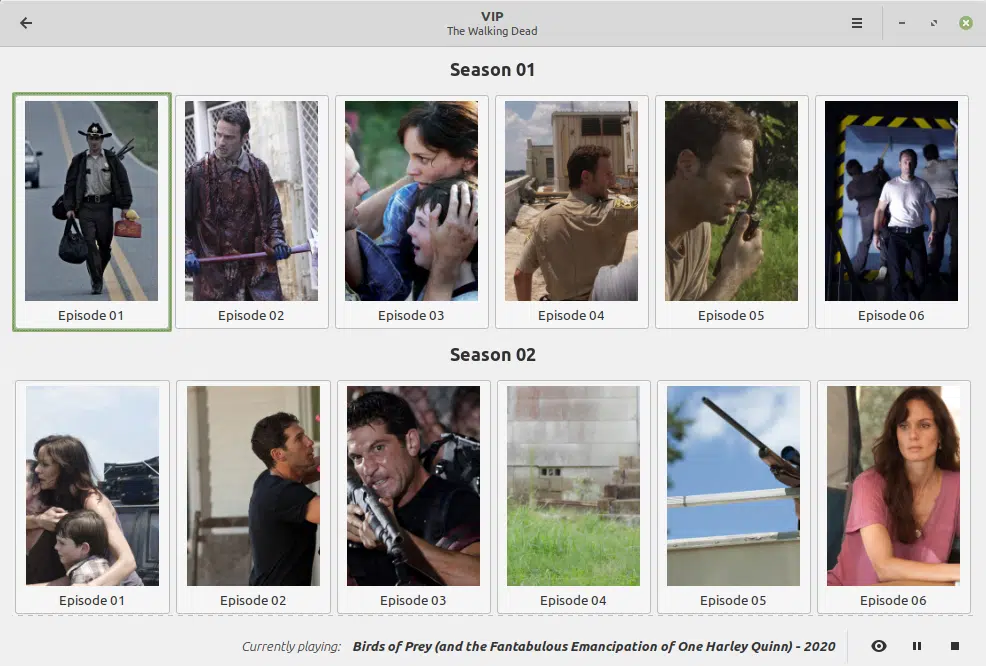 VIP
The Walking Dead
Season 01
Episode 01
Episode 02
Episode 03
Episode 04
Episode 05
Episode 06
Season 02
Episode 01
Episode 02
Episode 03
Episode 04
Episode 05
Episode 06
Currently playing: Birds of Prey (and the Fantabulous Emancipation of One Harley Quinn) - 2020